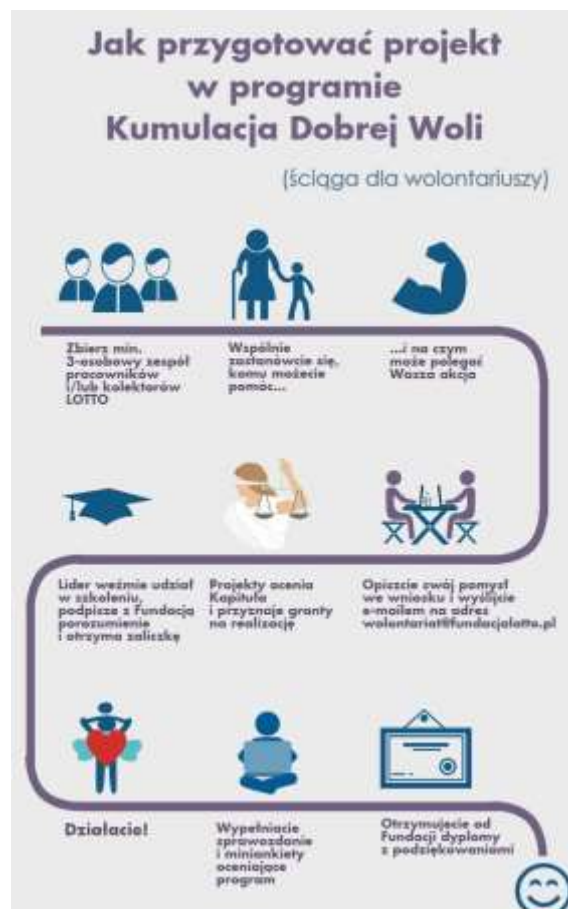 Jak przygotować projekt
w programie
Kumulacja Dobrej Woli
(ściąga dla wolontariuszy)
Zbierz min.
3-osobowy zespół
pracowników
i/lub kolektorów
LOTTO
Wspólnie
zastanówcie się,
komu możecie
pomóc...
...i na czym
może polegać
Wasza akcja
Opiszcie swój pomysł
we wniosku i wyślijcie
e-mailem na adres
wolontariat@fundacjalotto.pl
Projekty ocenia
Kapituła
i przyznaje granty
na realizację
Lider weźmie udział
w szkoleniu,
podpisze z Fundacją
porozumienie
i otrzyma zaliczkę
Działacie!
Wypełniacie
sprawozdanie
i miniankiety
oceniające
program
Otrzymujecie od
Fundacji dyplomy
z podziękowaniami